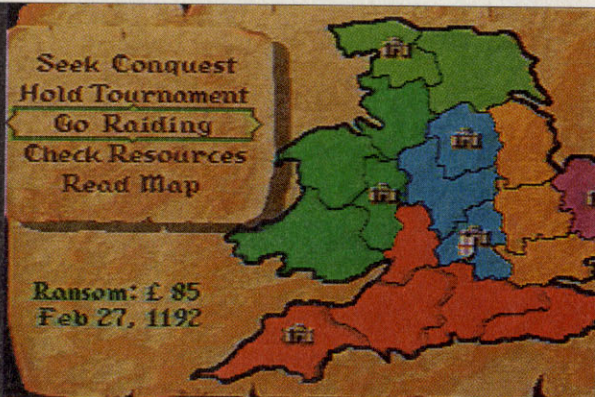 Seek Conquest
Hold Tournament
Go Raiding
Check Resources
Read Map
Ransom: £ 85
Feb 27, 1192